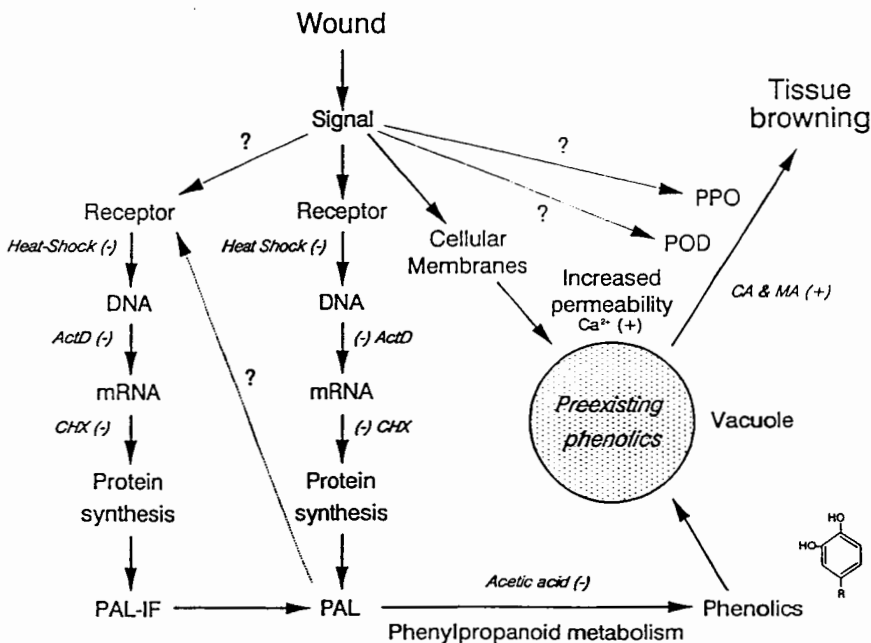 Wound
Signal
Tissue
browning
?
?
?
PPO
POD
Receptor
Receptor
Cellular
Membranes
Heat-Shock (-)
Heat Shock (-)
Increased
permeability
Ca²⁺ (+)
CA & MA (+)
DNA
DNA
ActD (-)
(-) ActD
?
mRNA
mRNA
Preexisting
phenolics
Vacuole
CHX (-)
(-) CHX
Protein
synthesis
Protein
synthesis
HO
HO
R
Acetic acid (-)
PAL-IF
PAL
Phenolics
Phenylpropanoid metabolism